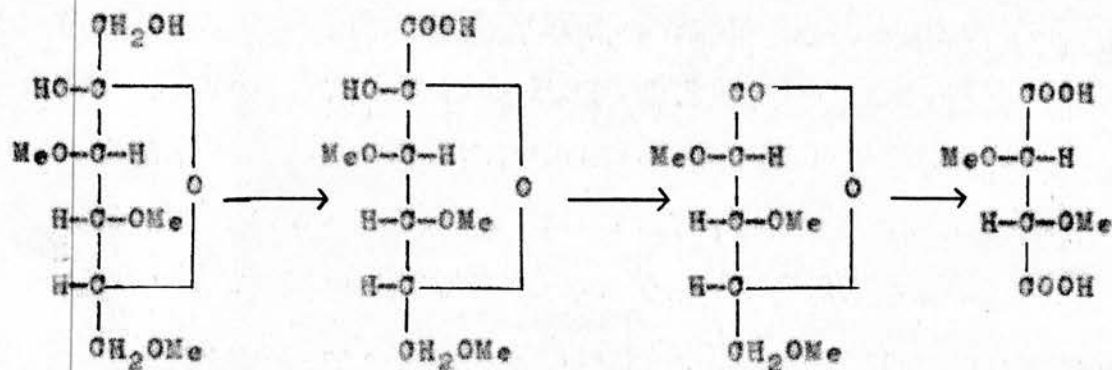 CH2OH COOH
HO-C HO-C CO COOH
MeO-C-H MeO-C-H MeO-C-H MeO-C-H
O O O
H-C-OMe H-C-OMe H-C-OMe H-C-OMe
H-C H-C H-C COOH
CH2OMe CH2OMe CH2OMe